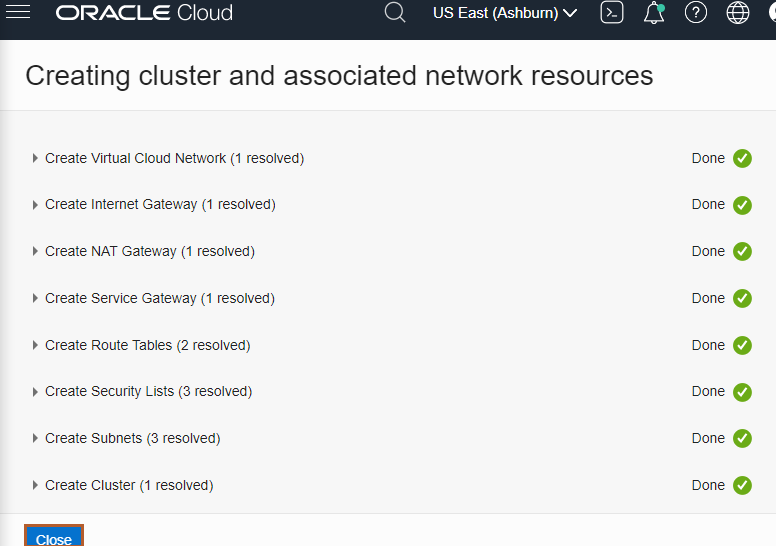 ORACLE Cloud US East (Ashburn)
Creating cluster and associated network resources
Create Virtual Cloud Network (1 resolved) Done
Create Internet Gateway (1 resolved) Done
Create NAT Gateway (1 resolved) Done
Create Service Gateway (1 resolved) Done
Create Route Tables (2 resolved) Done
Create Security Lists (3 resolved) Done
Create Subnets (3 resolved) Done
Create Cluster (1 resolved) Done
Close